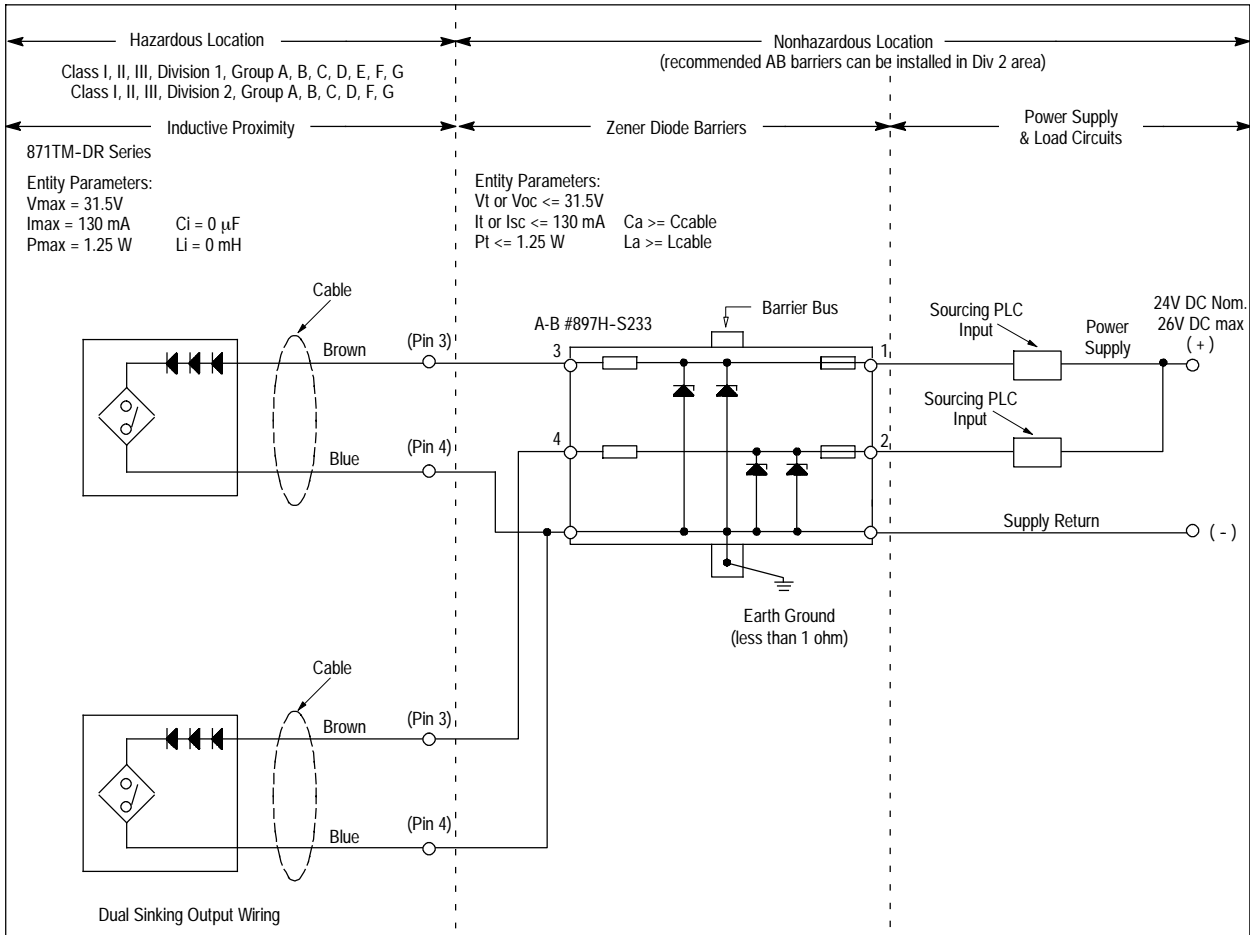 Hazardous Location
Nonhazardous Location
(recommended AB barriers can be installed in Div 2 area)
Class I, II, III, Division 1, Group A, B, C, D, E, F, G
Class I, II, III, Division 2, Group A, B, C, D, F, G
Inductive Proximity
Zener Diode Barriers
Power Supply
& Load Circuits
871TM-DR Series
Entity Parameters:
Vmax = 31.5V
Imax = 130 mA Ci = 0 μF
Pmax = 1.25 W Li = 0 mH
Entity Parameters:
Vt or Voc <= 31.5V
It or Isc <= 130 mA Ca >= Ccable
Pt <= 1.25 W La >= Lcable
Cable
Brown
(Pin 3)
Blue
(Pin 4)
A-B #897H-S233
Barrier Bus
3
1
4
2
Sourcing PLC
Input
Power
Supply
24V DC Nom.
26V DC max
(+)
Sourcing PLC
Input
Supply Return
(-)
Earth Ground
(less than 1 ohm)
Cable
Brown
(Pin 3)
Blue
(Pin 4)
Dual Sinking Output Wiring